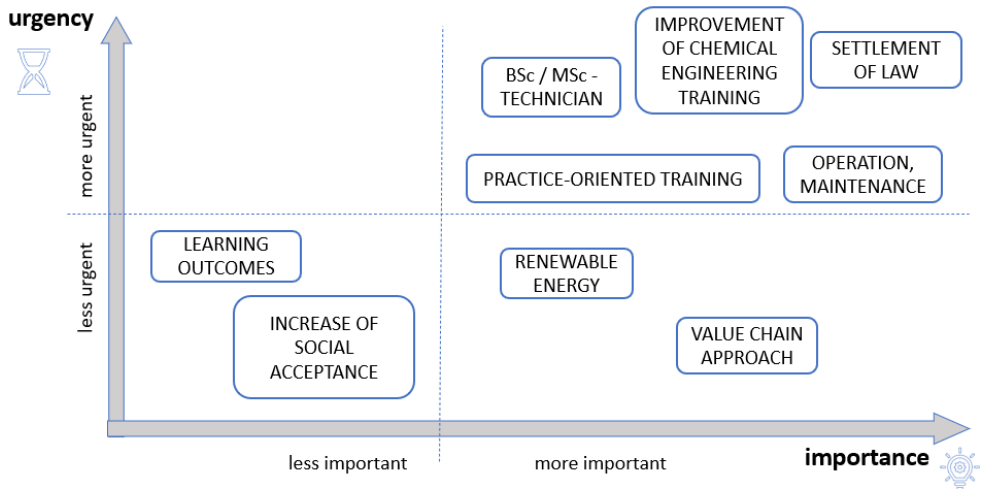 urgency
more urgent
less urgent
BSc / MSc -
TECHNICIAN
IMPROVEMENT
OF CHEMICAL
ENGINEERING
TRAINING
SETTLEMENT
OF LAW
PRACTICE-ORIENTED TRAINING
OPERATION,
MAINTENANCE
LEARNING
OUTCOMES
INCREASE OF
SOCIAL
ACCEPTANCE
RENEWABLE
ENERGY
VALUE CHAIN
APPROACH
less important
more important
importance